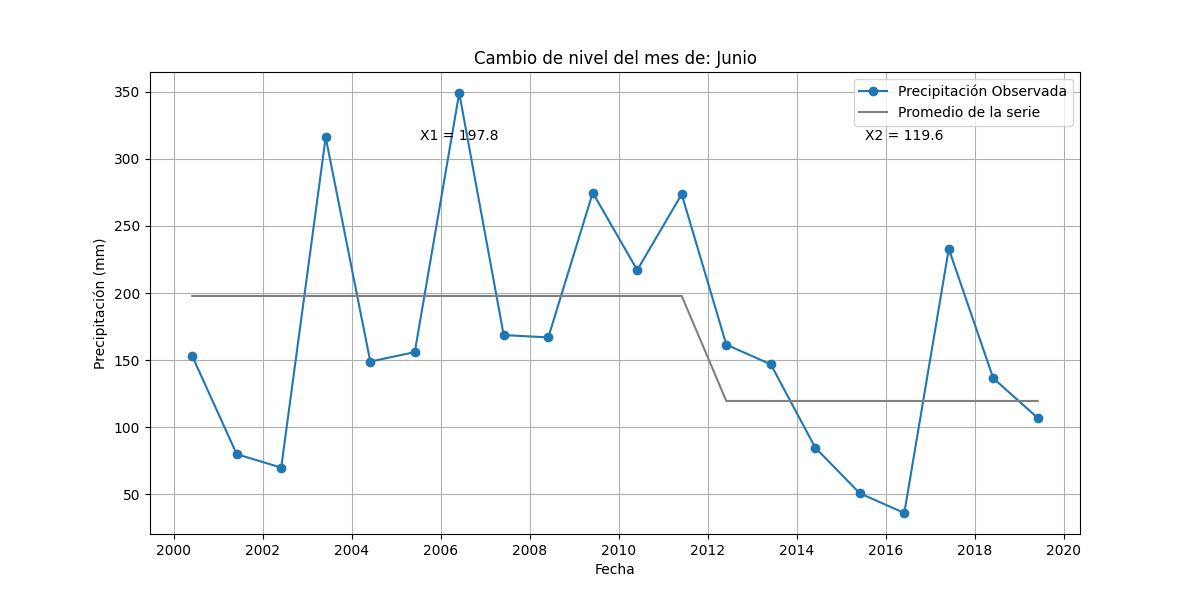 Cambio de nivel del mes de: Junio
Precipitación Observada
Promedio de la serie
X1 = 197.8
X2 = 119.6
Precipitación (mm)
350
300
250
200
150
100
50
2000 2002 2004 2006 2008 2010 2012 2014 2016 2018 2020
Fecha